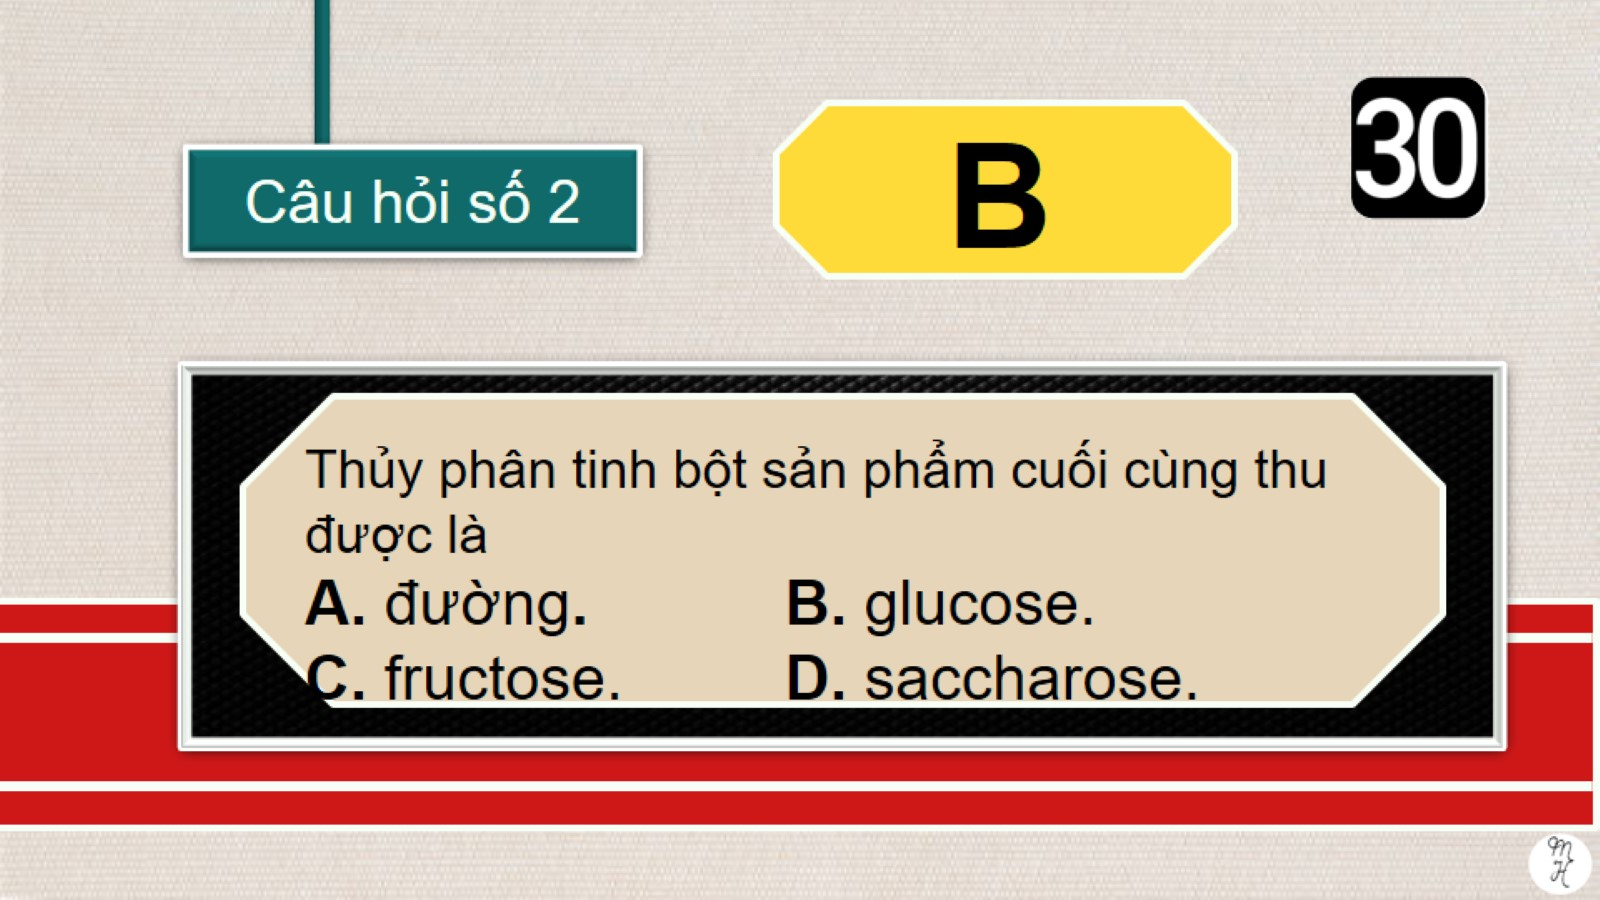 Câu hỏi số 2
B
30
Thủy phân tinh bột sản phẩm cuối cùng thu
được là
A. đường. B. glucose.
C. fructose. D. saccharose.
MH